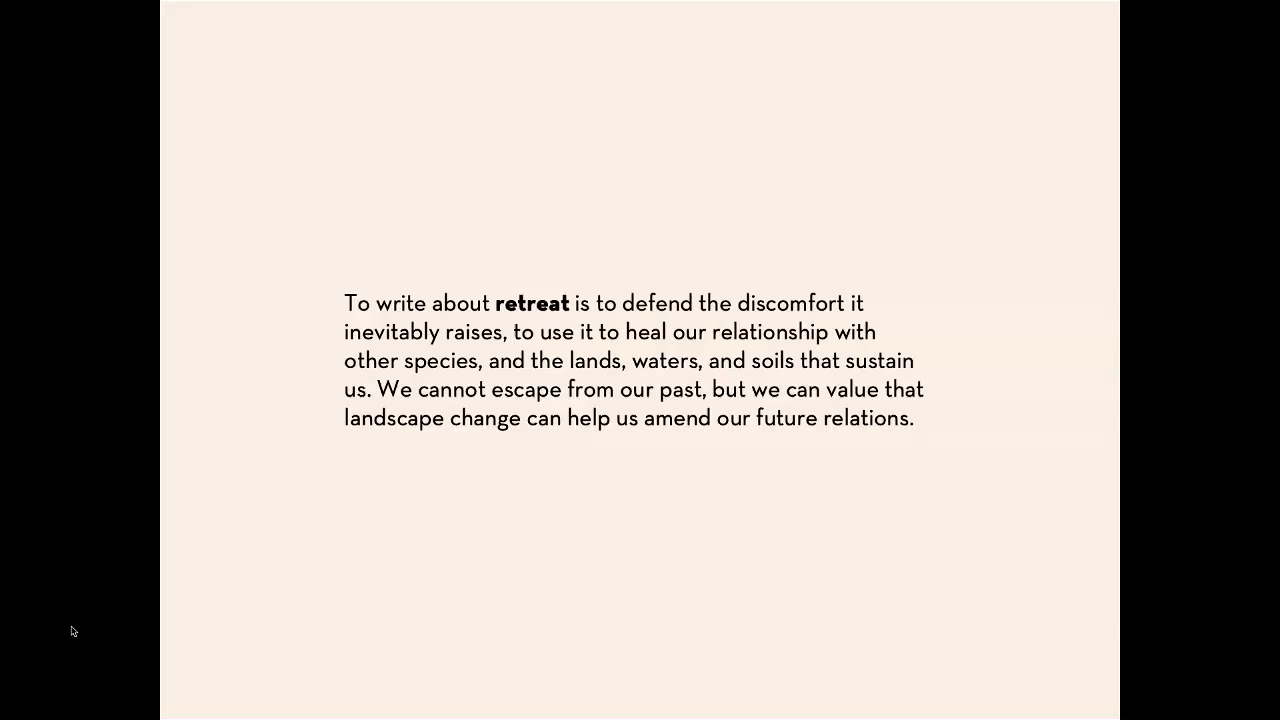 To write about retreat is to defend the discomfort it
inevitably raises, to use it to heal our relationship with
other species, and the lands, waters, and soils that sustain
us. We cannot escape from our past, but we can value that
landscape change can help us amend our future relations.